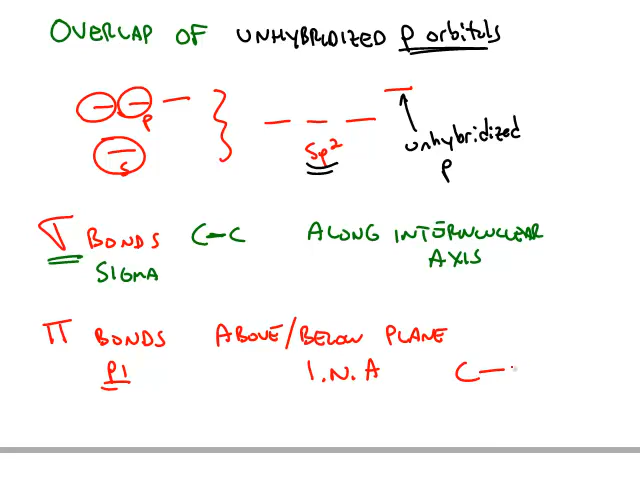 OVERLAP OF UNHYBRIDIZED p orbitals
p
s
Sp²
unhybridized
p
σ BONDS C-C ALONG INTERNUCLEAR
SIGMA AXIS
π BONDS ABOVE/BELOW PLANE
PI I.N.A C-